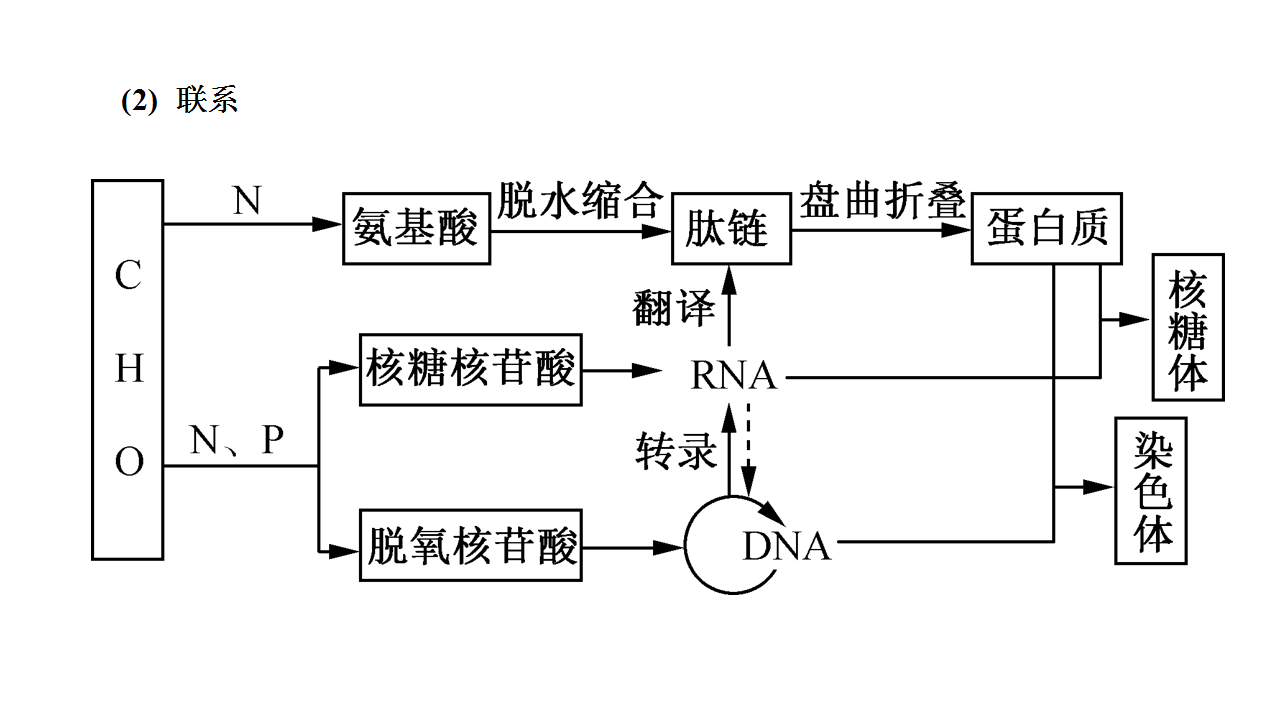 (2) 联系
N
氨基酸
脱水缩合
肽链
盘曲折叠
蛋白质
C
H
O
翻译
核糖体
核糖核苷酸
RNA
N、P
转录
染色体
脱氧核苷酸
DNA